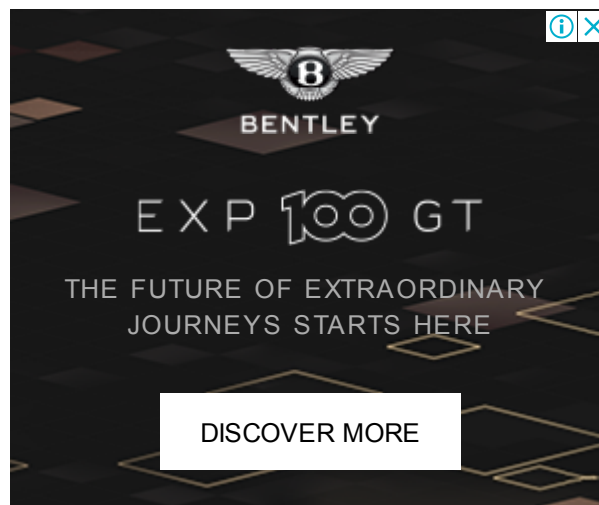 B
BENTLEY
EXP 100 GT
THE FUTURE OF EXTRAORDINARY
JOURNEYS STARTS HERE
DISCOVER MORE